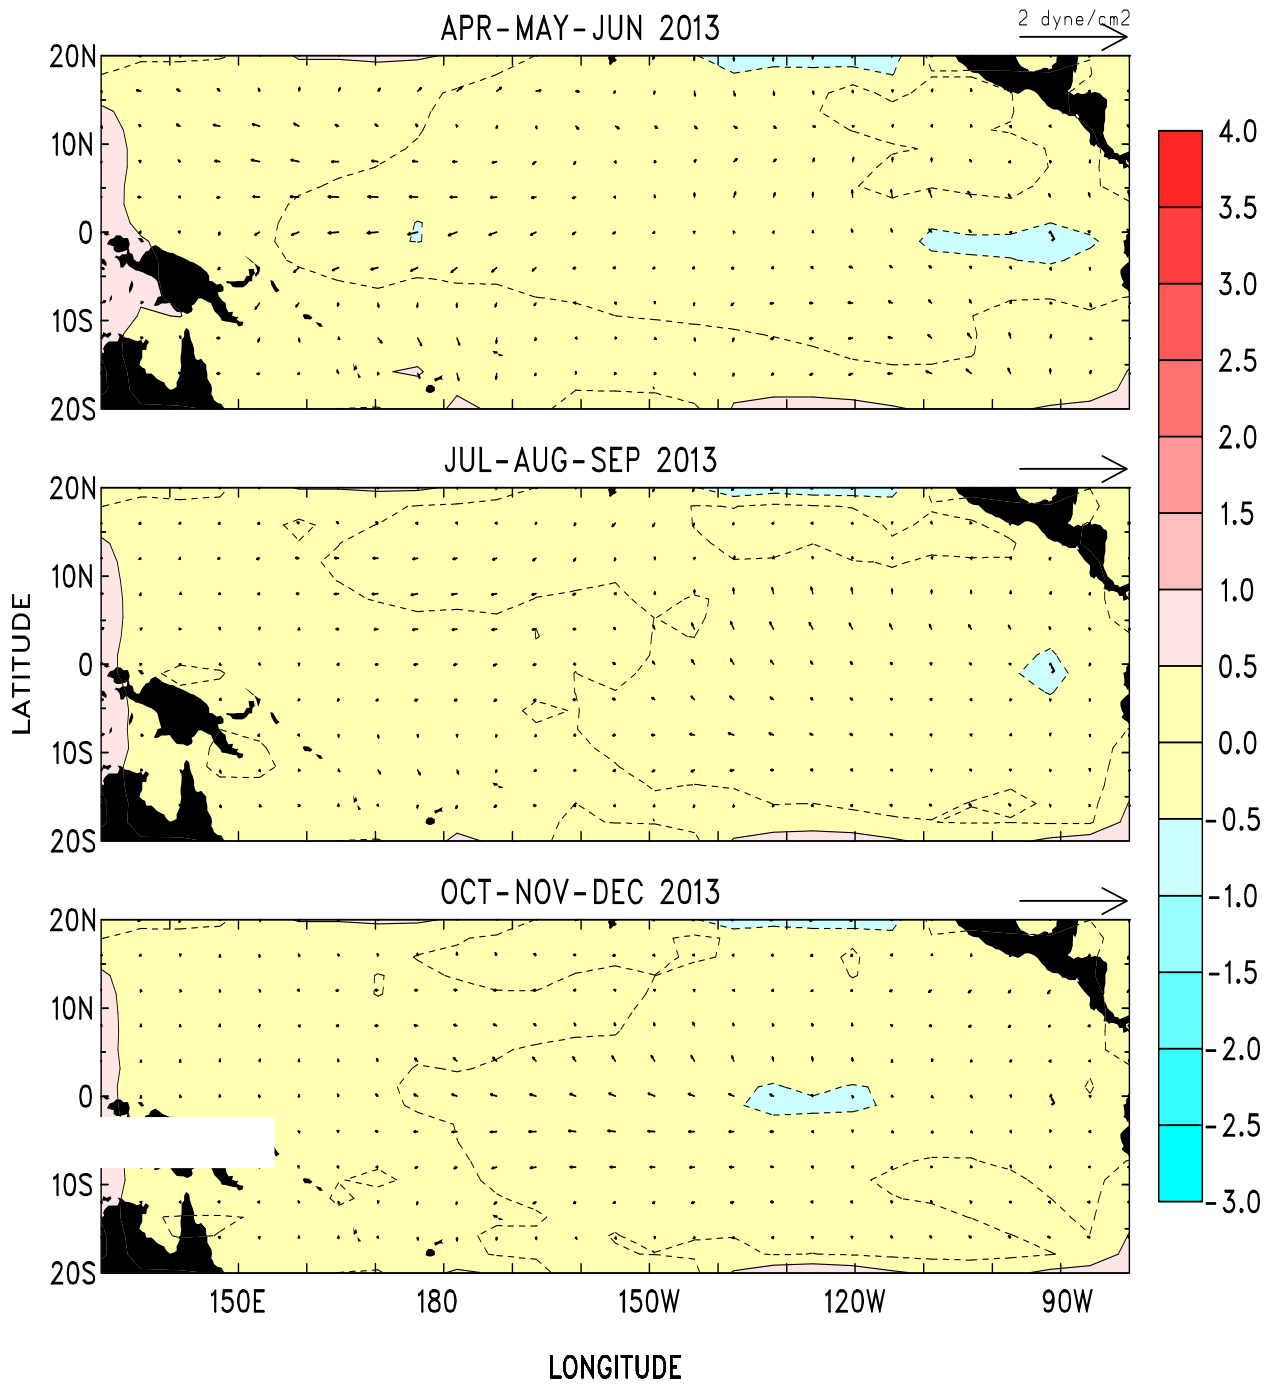 APR-MAY-JUN 2013
2 dyne/cm2
20N
10N
0
10S
20S
JUL-AUG-SEP 2013
20N
10N
0
10S
20S
LATITUDE
OCT-NOV-DEC 2013
20N
10N
0
10S
20S
150E 180 150W 120W 90W
LONGITUDE
4.0
3.5
3.0
2.5
2.0
1.5
1.0
0.5
0.0
-0.5
-1.0
-1.5
-2.0
-2.5
-3.0